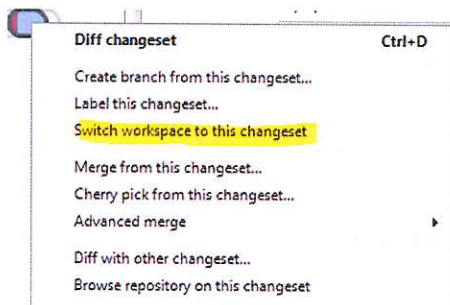 Diff changeset Ctrl+D
Create branch from this changeset...
Label this changeset...
Switch workspace to this changeset
Merge from this changeset...
Cherry pick from this changeset...
Advanced merge
Diff with other changeset...
Browse repository on this changeset